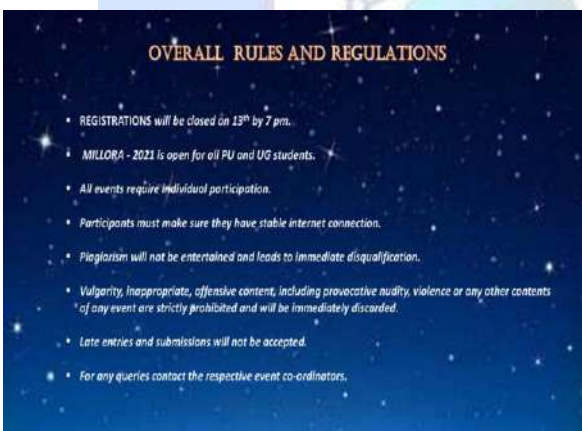 OVERALL RULES AND REGULATIONS
▪ REGISTRATIONS will be closed on 13th by 7 pm.
▪ MILLORA - 2021 is open for all PU and UG students.
▪ All events require individual participation.
▪ Participants must make sure they have stable internet connection.
▪ Plagiarism will not be entertained and leads to immediate disqualification.
▪ Vulgarity, inappropriate, offensive content, including provocative nudity, violence or any other contents
of any event are strictly prohibited and will be immediately discarded.
▪ Late entries and submissions will not be accepted.
▪ For any queries contact the respective event co-ordinators.